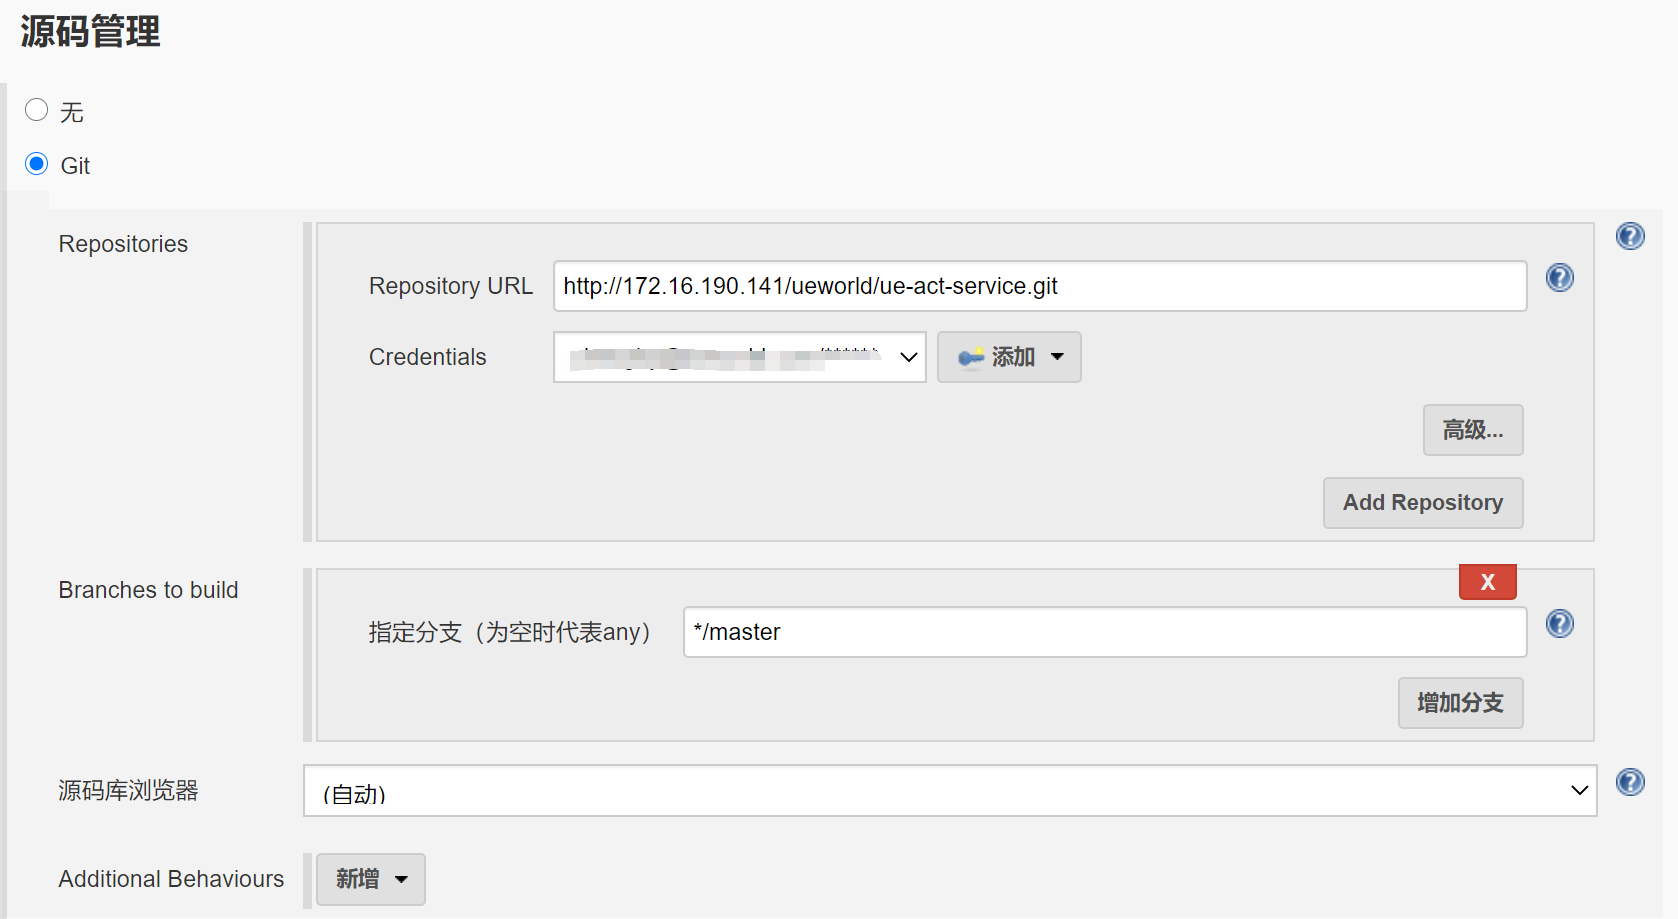 源码管理
无
Git
Repositories
Repository URL http://172.16.190.141/ueworld/ue-act-service.git
Credentials
添加
高级...
Add Repository
Branches to build
X
指定分支（为空时代表any） */master
增加分支
源码库浏览器 (自动)
Additional Behaviours 新增